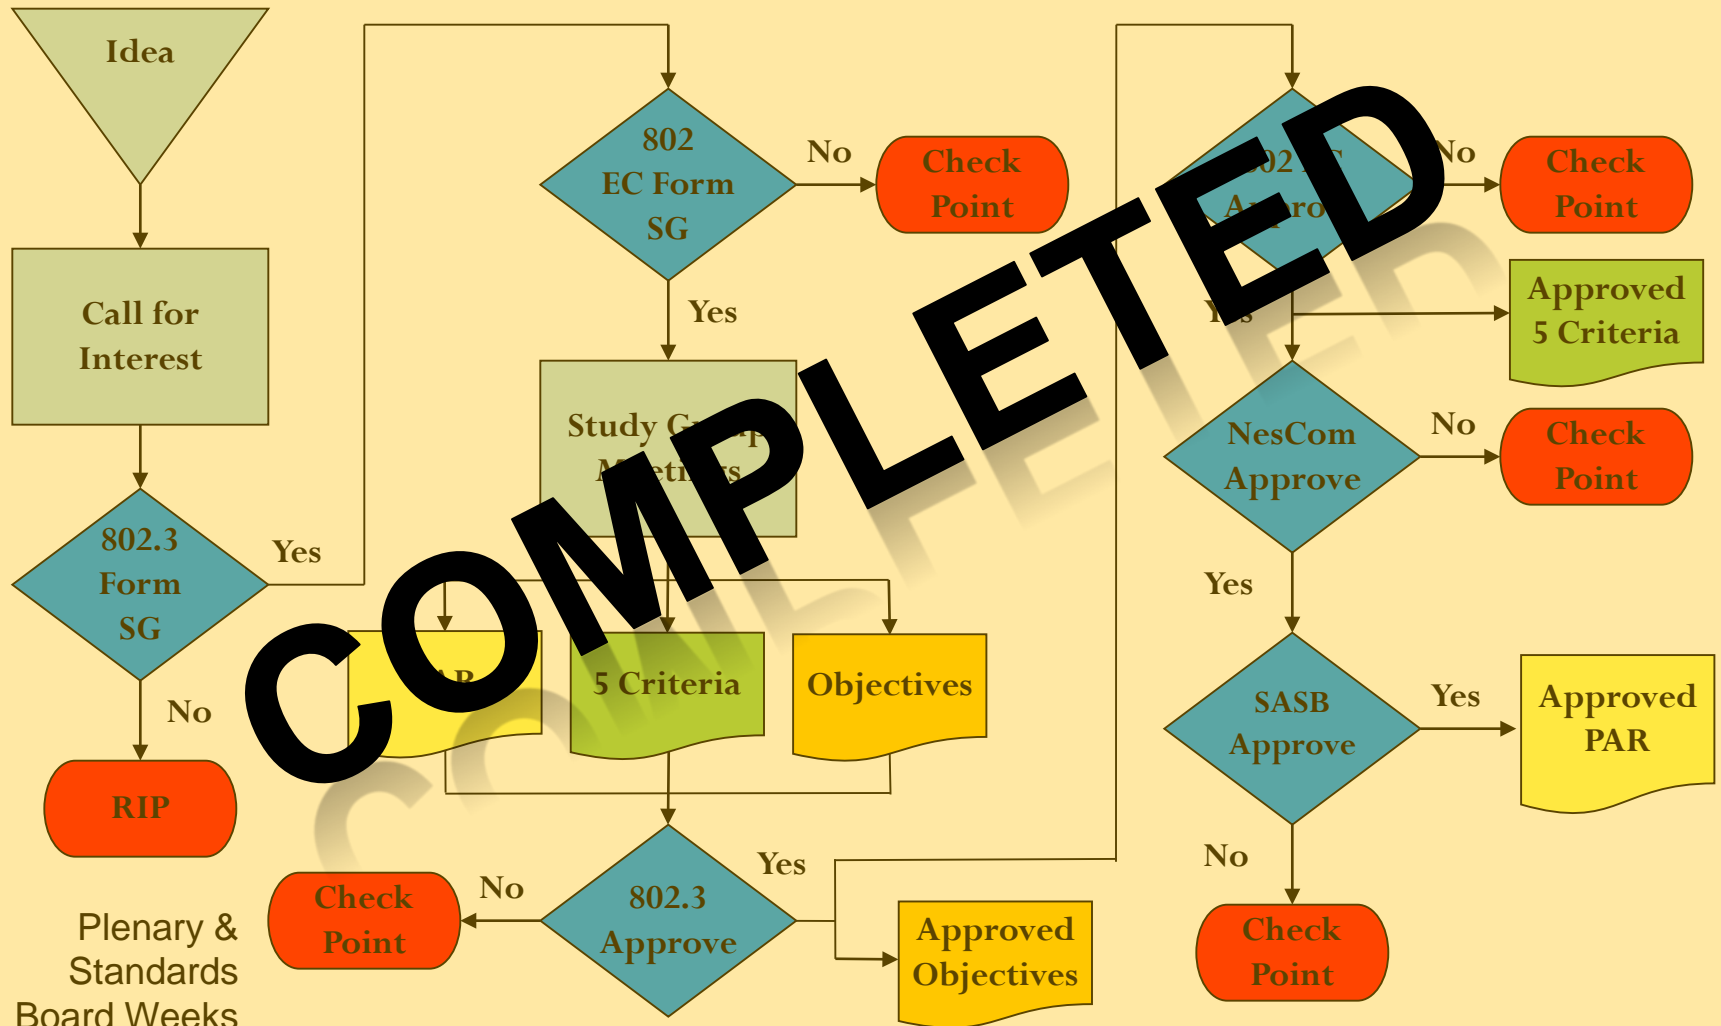 Idea
Call for
Interest
802.3
Form
SG
Yes
No
RIP
Plenary &
Standards
Board Weeks
802
EC Form
SG
No
Check
Point
Yes
Study
5 Criteria
Objectives
802.3
Approve
No
Check
Point
Yes
Approved
Objectives
No
Check
Point
Yes
Approved
5 Criteria
NesCom
Approve
No
Check
Point
Yes
SASB
Approve
Yes
Approved
PAR
No
Check
Point
COMPLETED